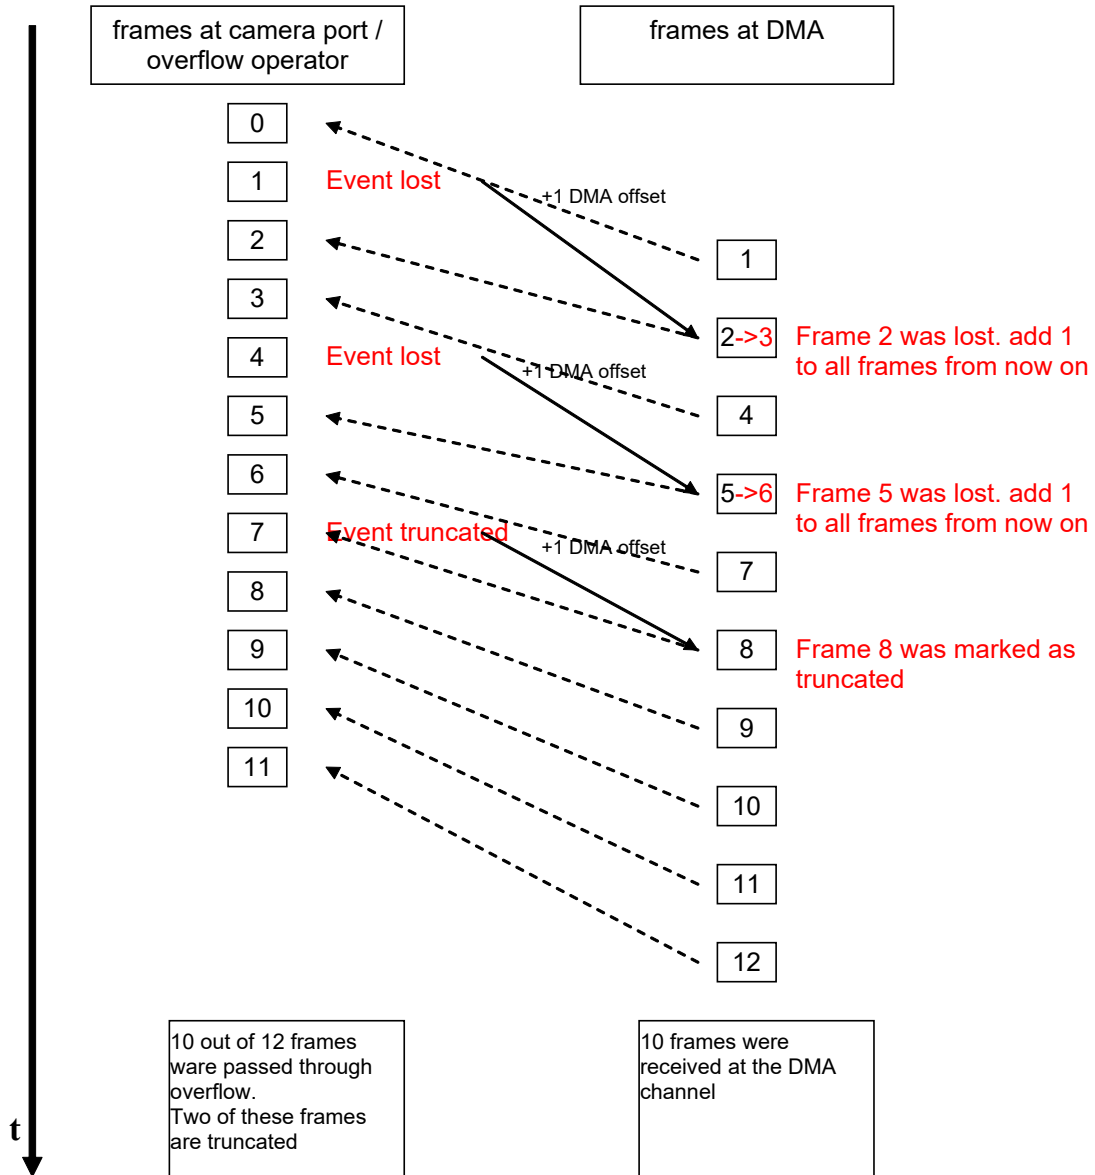 frames at camera port /
overflow operator
frames at DMA
0
1
Event lost
+1 DMA offset
2
1
3
2->3
Frame 2 was lost. add 1
to all frames from now on
4
Event lost
+1 DMA offset
5
4
6
5->6
Frame 5 was lost. add 1
to all frames from now on
7
Event truncated
+1 DMA offset
7
8
9
8
Frame 8 was marked as
truncated
10
9
11
10
11
12
10 out of 12 frames
ware passed through
overflow.
Two of these frames
are truncated
10 frames were
received at the DMA
channel
t